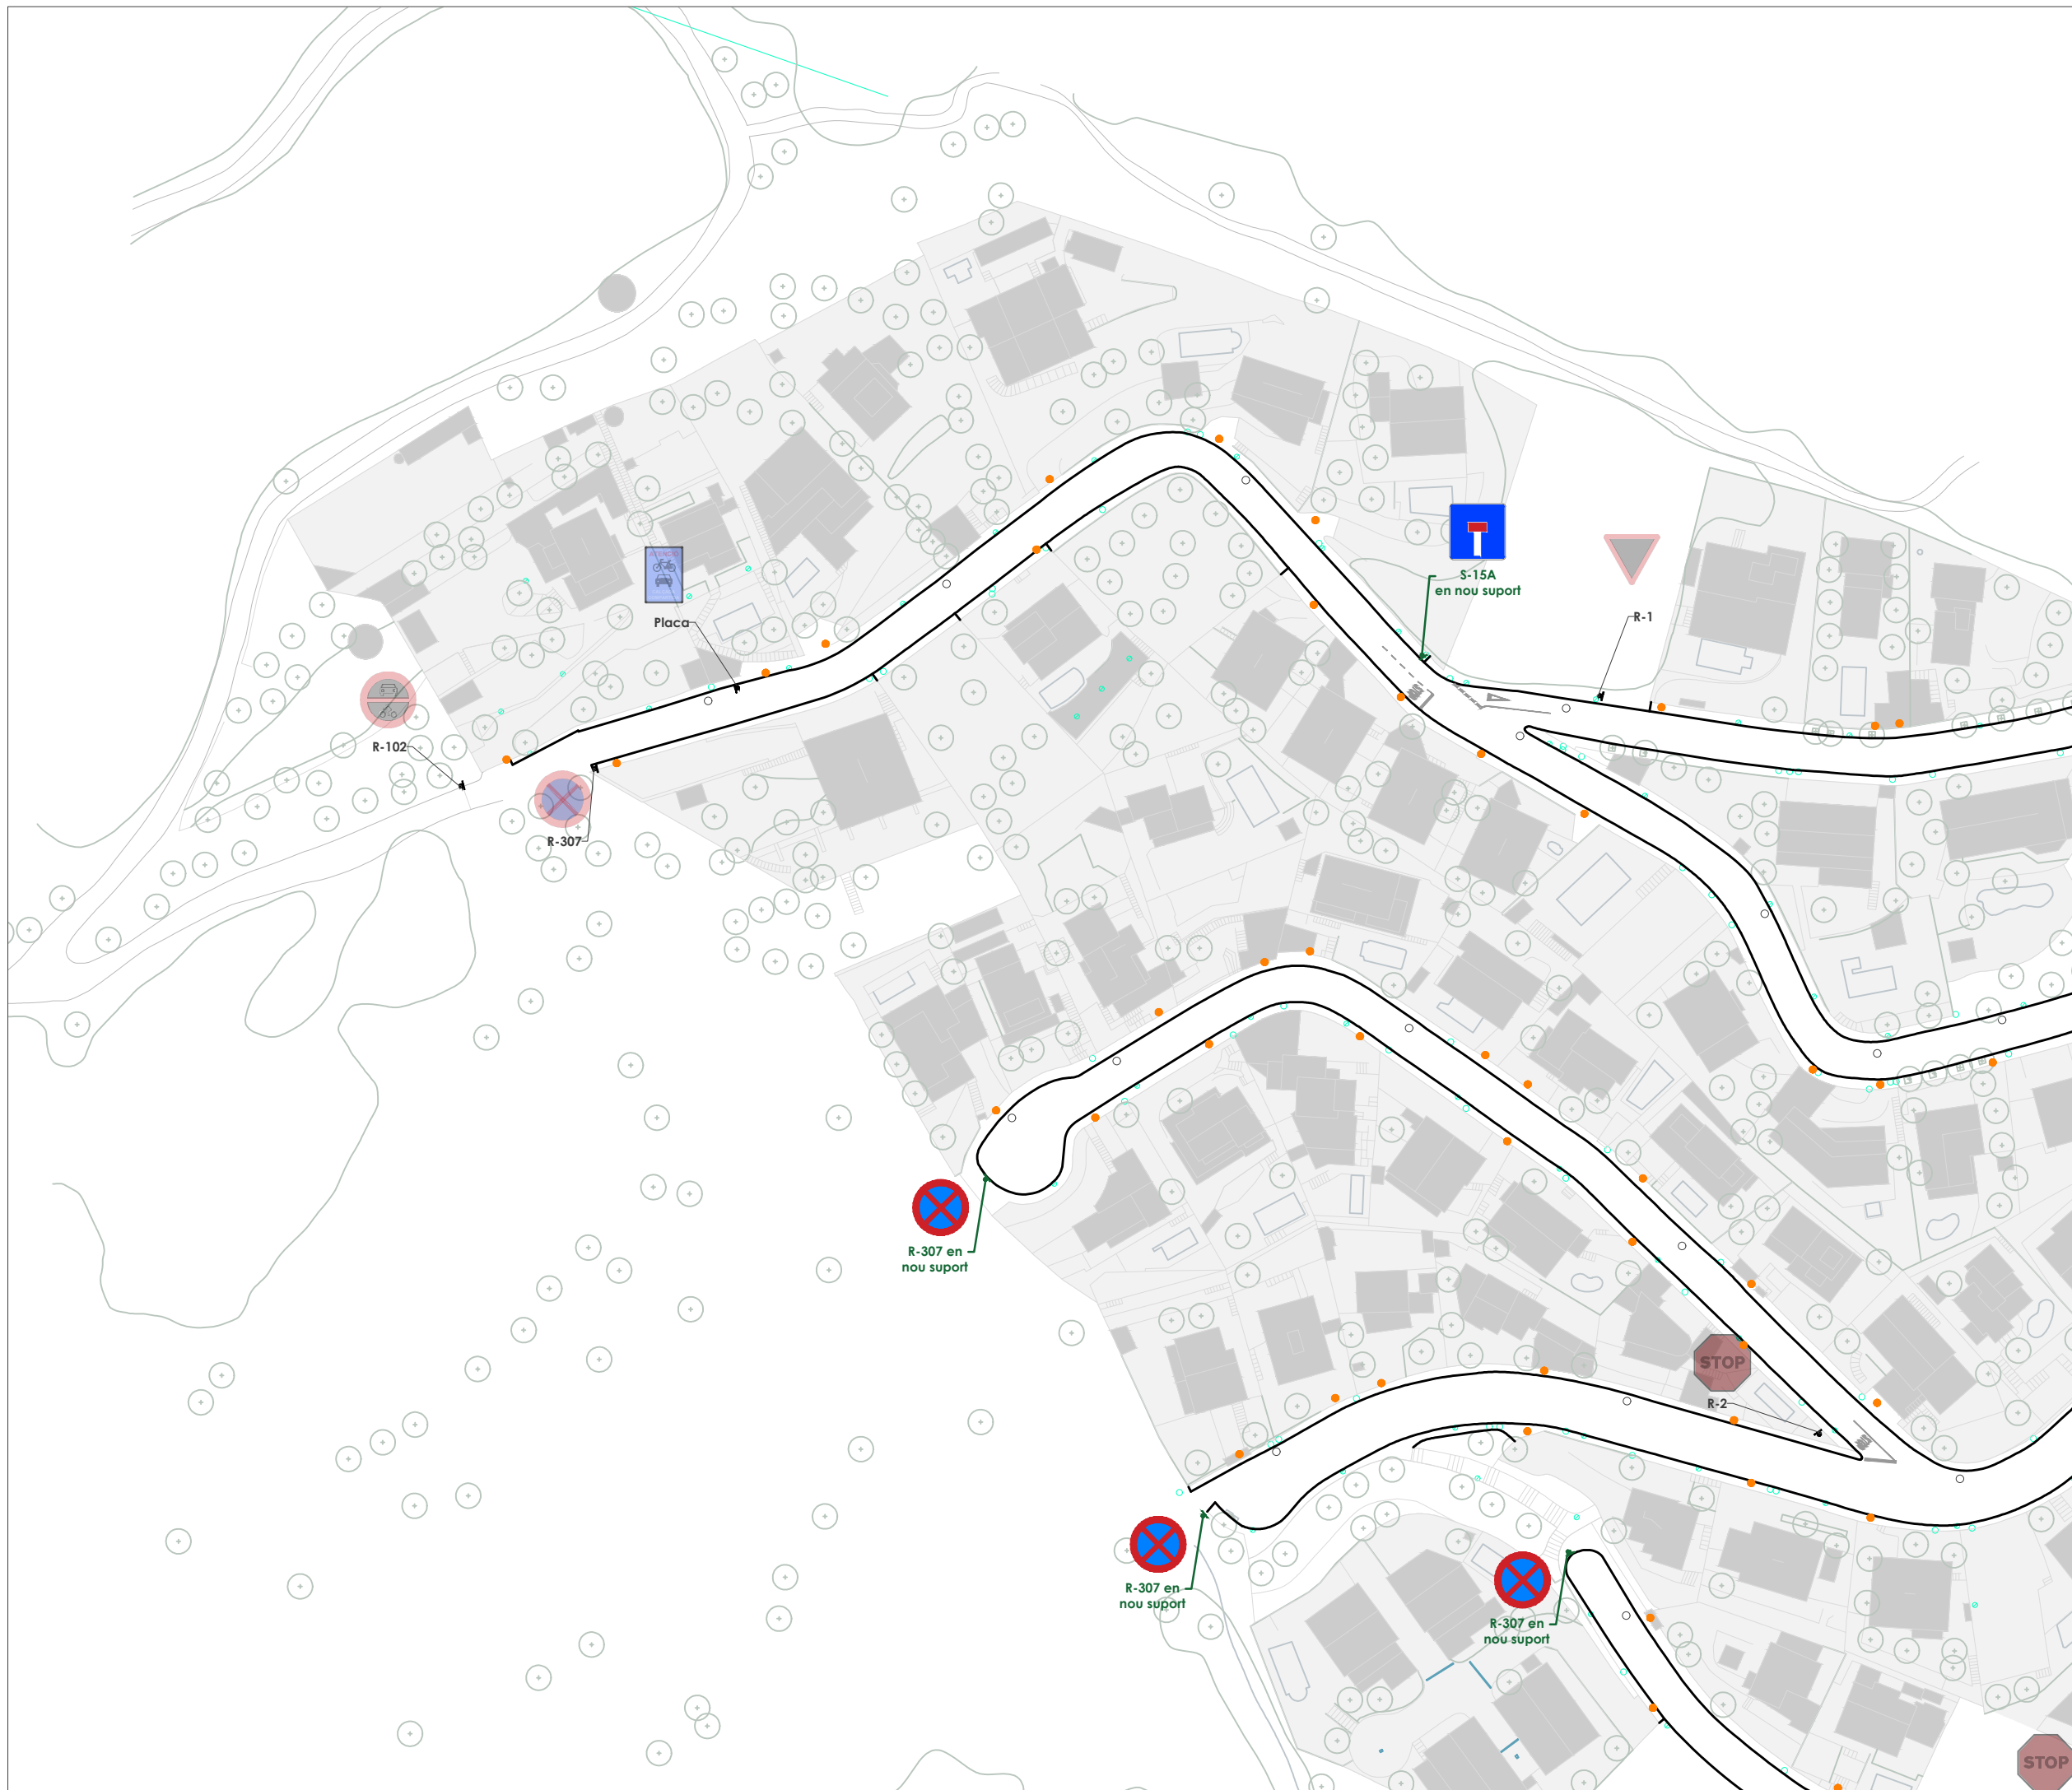 ATENCIÓ
S-15A
en nou suport
R-1
Placa
R-102
R-307
R-307 en
nou suport
STOP
R-2
R-307 en
nou suport
R-307 en
nou suport
STOP